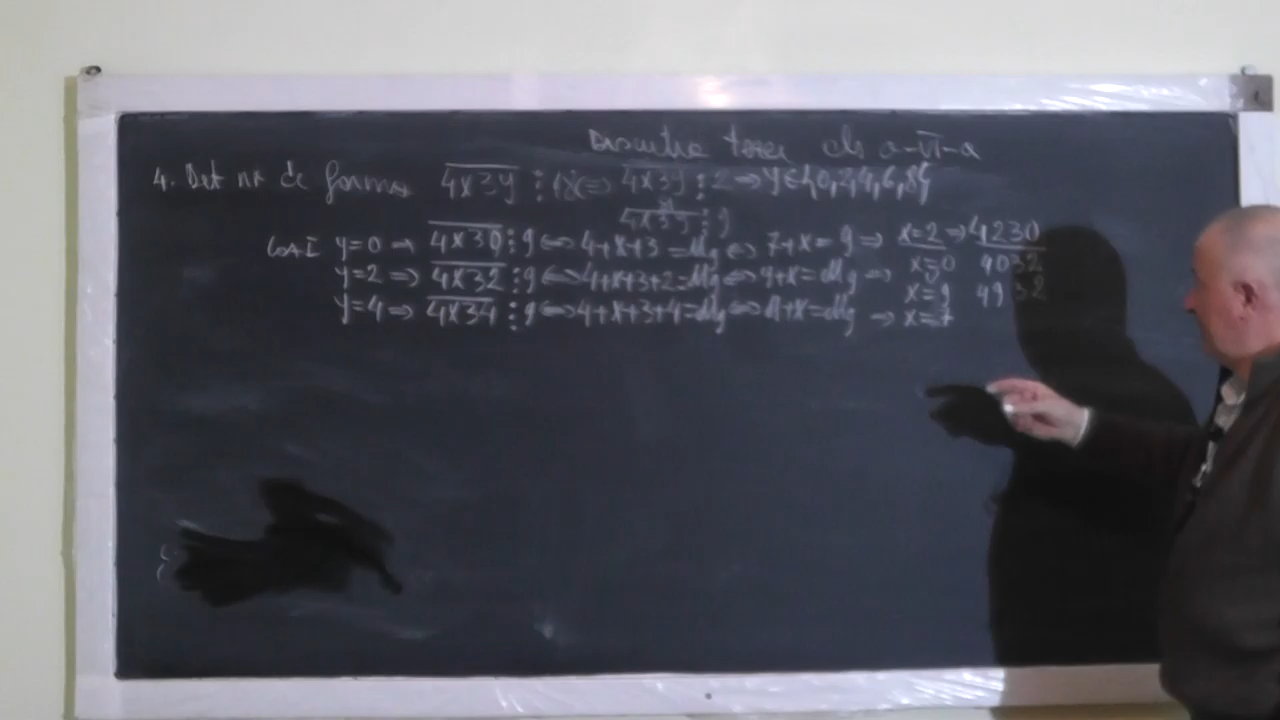 Discutie teze cls a-VI-a
4. Det nr de forma 4x3y ⋮ 18 ⇔ 4x3y ⋮ 2 ⇒ y∈{0,2,4,6,8}
4x3y ⋮ 9
Caz I y=0 → 4x30 ⋮ 9 ⇔ 4+x+3=M9 ⇔ 7+x=9 ⇒ x=2 ⇒ 4230
y=2 ⇒ 4x32 ⋮ 9 ⇔ 4+x+3+2=M9 ⇔ 9+x=M9 ⇒ x=0 4032
x=9 4932
y=4 ⇒ 4x34 ⋮ 9 ⇔ 4+x+3+4=M9 ⇔ 11+x=M9 ⇒ x=7